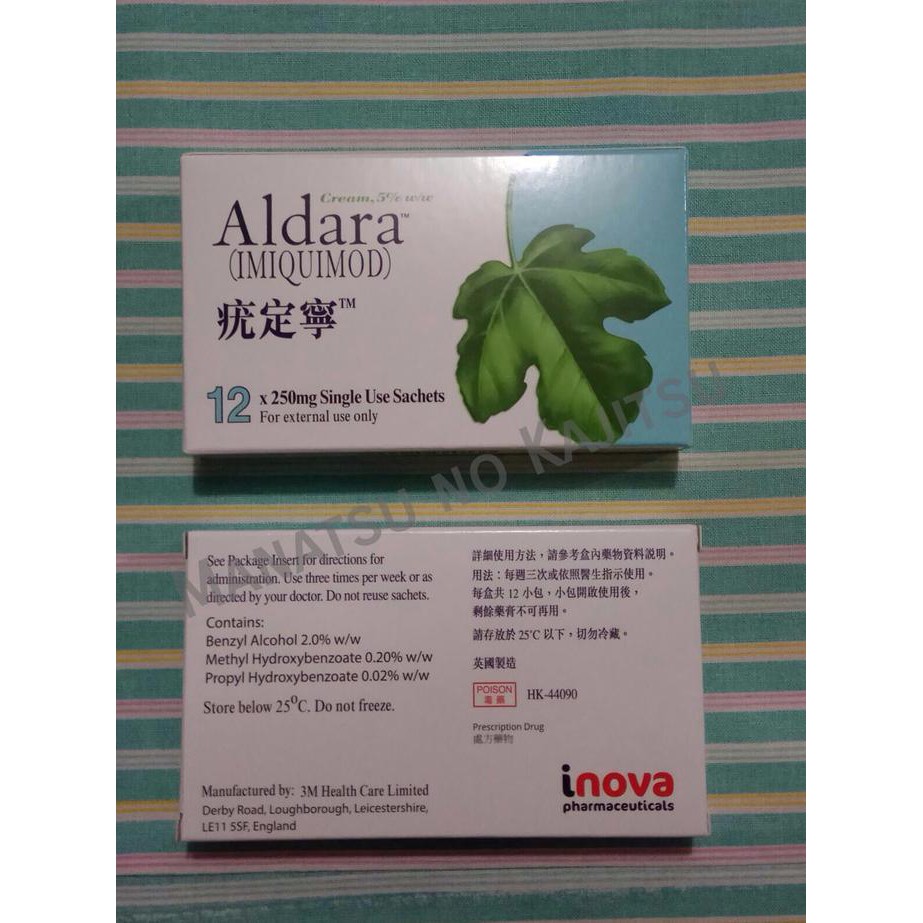 Cream, 5% w/w
Aldara™
(IMIQUIMOD)
疣定寧™
12 x 250mg Single Use Sachets
For external use only
MANATSU NO KAJITSU
See Package Insert for directions for
administration. Use three times per week or as
directed by your doctor. Do not reuse sachets.
Contains:
Benzyl Alcohol 2.0% w/w
Methyl Hydroxybenzoate 0.20% w/w
Propyl Hydroxybenzoate 0.02% w/w
Store below 25°C. Do not freeze.
Manufactured by: 3M Health Care Limited
Derby Road, Loughborough, Leicestershire,
LE11 5SF, England
詳細使用方法，請參考盒內藥物資料説明。
用法：每週三次或依照醫生指示使用。
每盒共 12 小包，小包開啟使用後，
剩餘藥膏不可再用。
請存放於 25°C 以下，切勿冷藏。
英國製造
POISON
毒藥
HK-44090
Prescription Drug
處方藥物
inova
pharmaceuticals